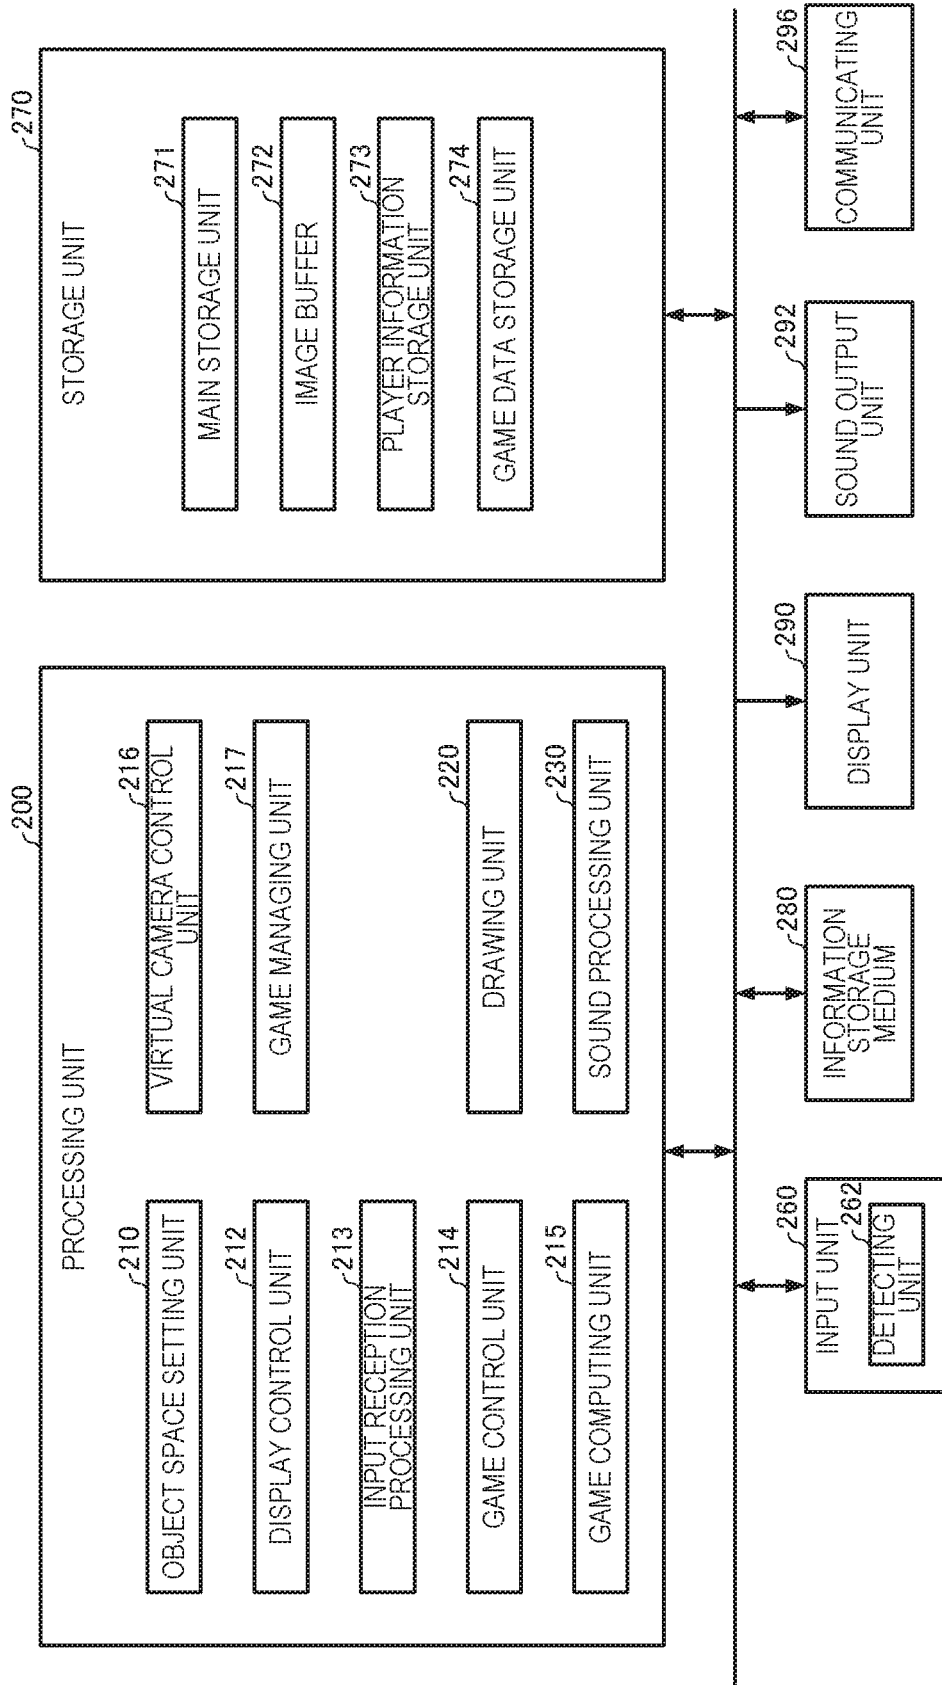 200
PROCESSING UNIT
210
OBJECT SPACE SETTING UNIT
212
DISPLAY CONTROL UNIT
213
INPUT RECEPTION
PROCESSING UNIT
214
GAME CONTROL UNIT
215
GAME COMPUTING UNIT
216
VIRTUAL CAMERA CONTROL
UNIT
217
GAME MANAGING UNIT
220
DRAWING UNIT
230
SOUND PROCESSING UNIT
270
STORAGE UNIT
271
MAIN STORAGE UNIT
272
IMAGE BUFFER
273
PLAYER INFORMATION
STORAGE UNIT
274
GAME DATA STORAGE UNIT
260
INPUT UNIT
262
DETECTING
UNIT
280
INFORMATION
STORAGE
MEDIUM
290
DISPLAY UNIT
292
SOUND OUTPUT
UNIT
296
COMMUNICATING
UNIT